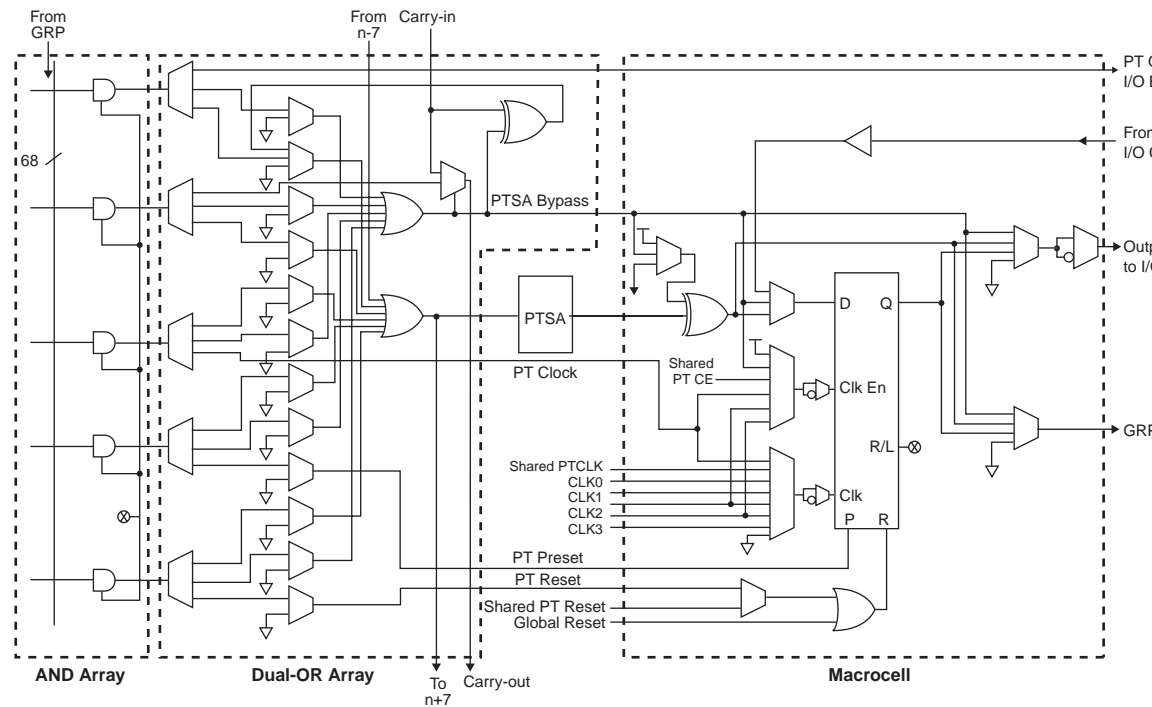 From
GRP
From
n-7
Carry-in
PT O
I/O B
From
I/O C
68
PTSA Bypass
Outp
to I/O
PTSA
D
Q
PT Clock
Shared
PT CE
Clk En
GRP
R/L
Shared PTCLK
CLK0
CLK1
CLK2
CLK3
Clk
P
R
PT Preset
PT Reset
Shared PT Reset
Global Reset
AND Array
Dual-OR Array
To
n+7
Carry-out
Macrocell